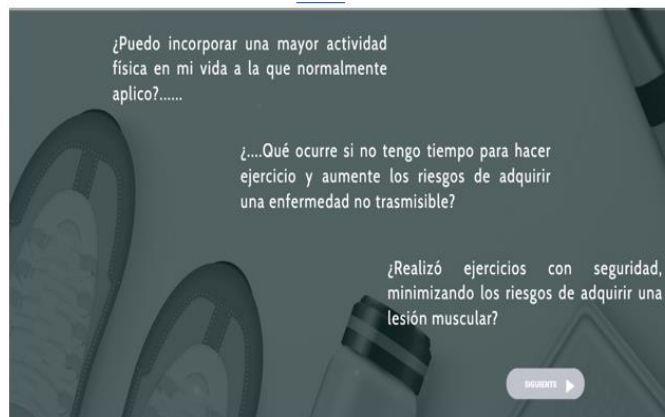 ¿Puedo incorporar una mayor actividad
física en mi vida a la que normalmente
aplico?......
¿....Qué ocurre si no tengo tiempo para hacer
ejercicio y aumente los riesgos de adquirir
una enfermedad no trasmisible?
¿Realizó ejercicios con seguridad,
minimizando los riesgos de adquirir una
lesión muscular?
SIGUIENTE